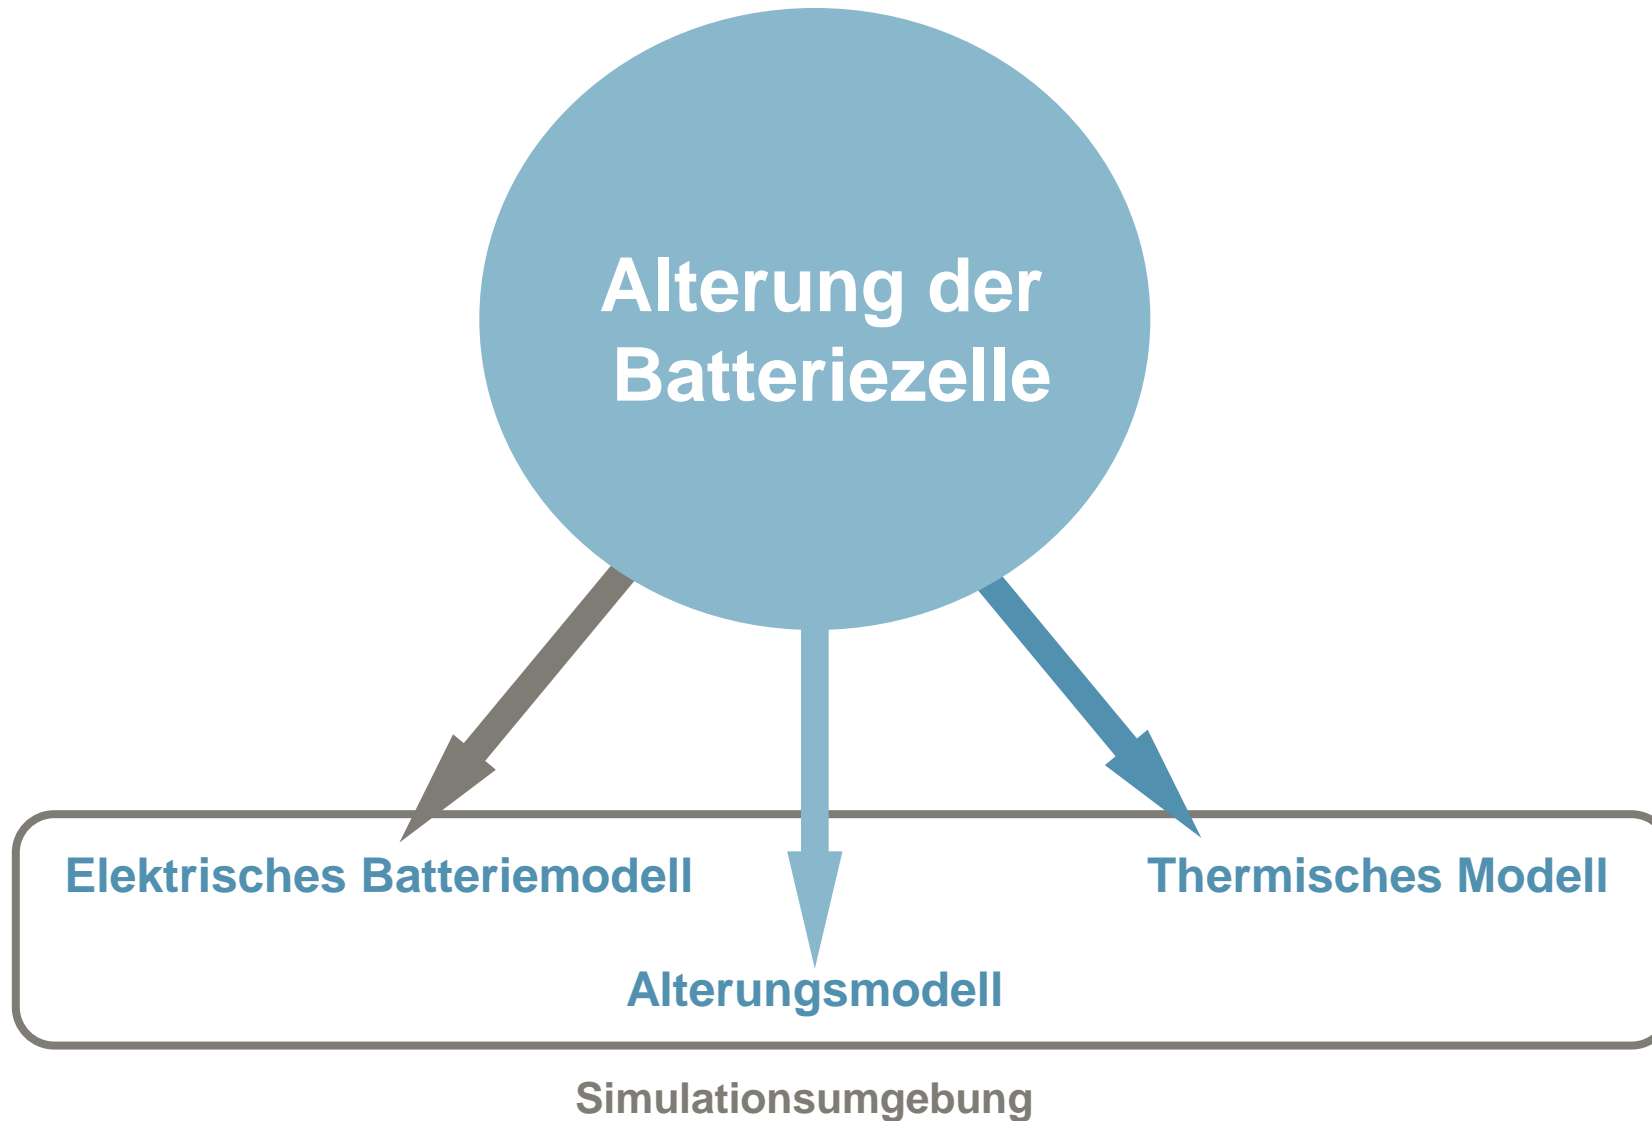 Alterung der
Batteriezelle
Elektrisches Batteriemodell
Thermisches Modell
Alterungsmodell
Simulationsumgebung